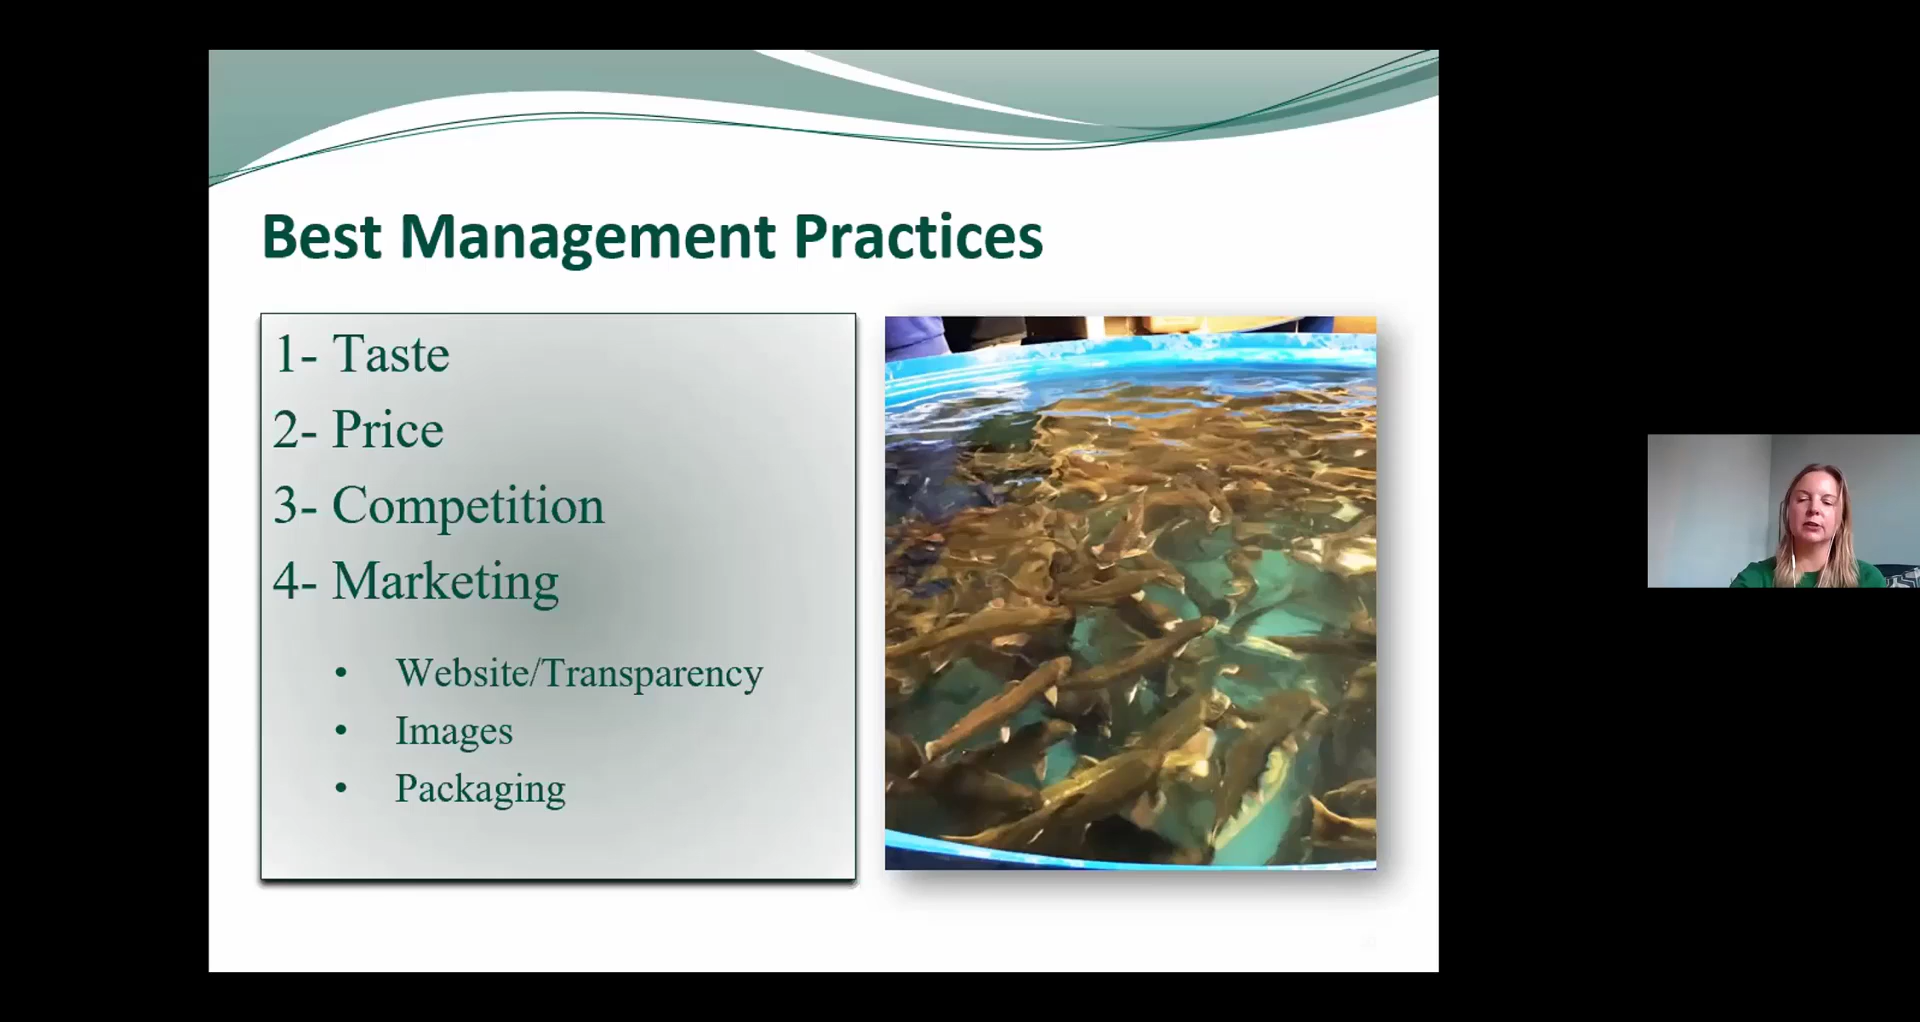 Best Management Practices
1- Taste
2- Price
3- Competition
4- Marketing
• Website/Transparency
• Images
• Packaging